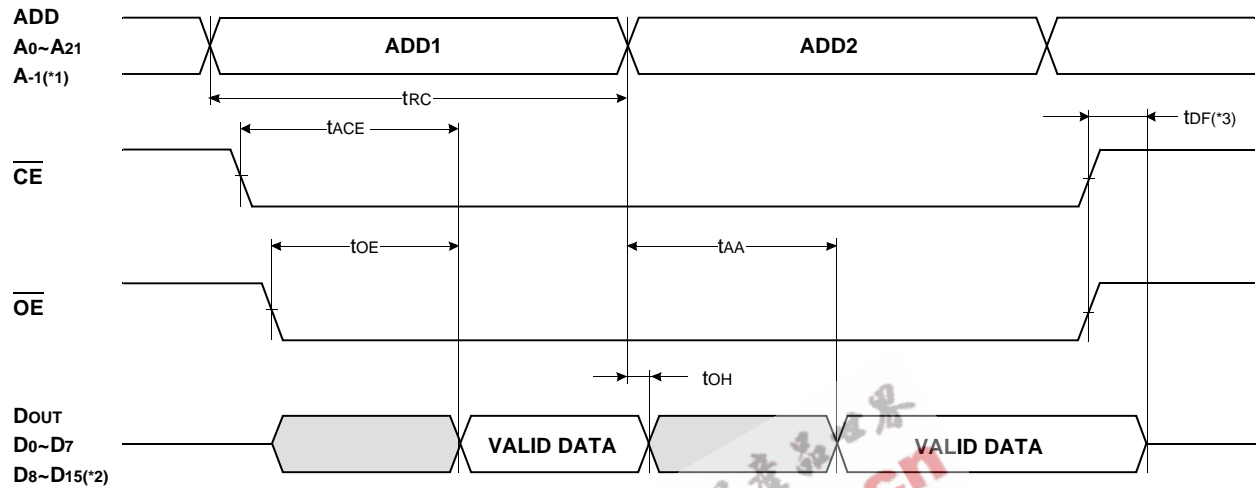 ADD
A0~A21
A-1(*1)
ADD1
ADD2
tRC
tACE
tDF(*3)
CE
tOE
tAA
OE
tOH
DOUT
D0~D7
D8~D15(*2)
VALID DATA
VALID DATA
.cn